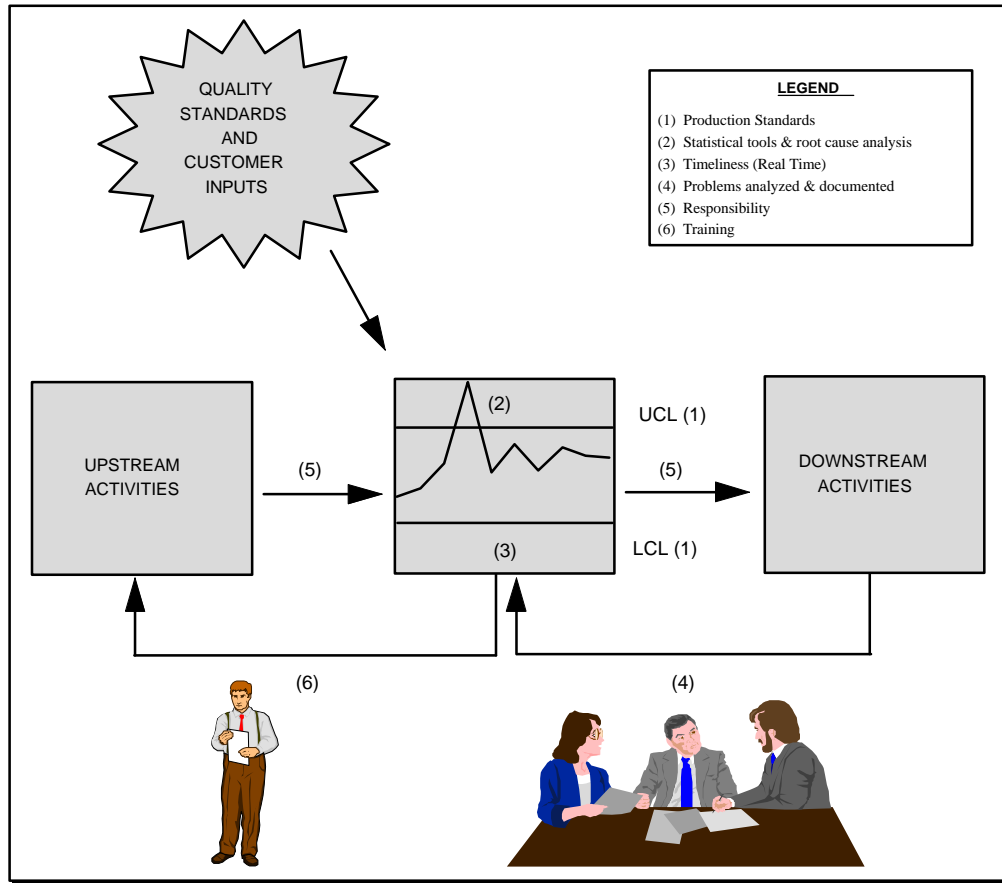 QUALITY
STANDARDS
AND
CUSTOMER
INPUTS
LEGEND
(1) Production Standards
(2) Statistical tools & root cause analysis
(3) Timeliness (Real Time)
(4) Problems analyzed & documented
(5) Responsibility
(6) Training
UPSTREAM
ACTIVITIES
(5)
(2)
(3)
UCL (1)
(5)
LCL (1)
DOWNSTREAM
ACTIVITIES
(6)
(4)